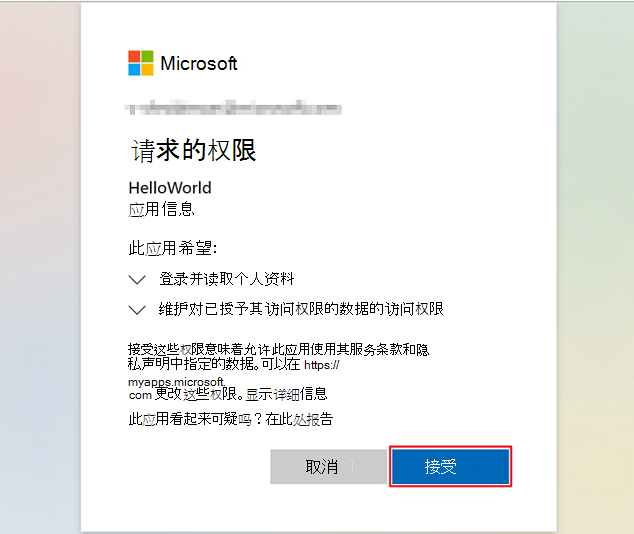 Microsoft
请求的权限
HelloWorld
应用信息
此应用希望:
登录并读取个人资料
维护对已授予其访问权限的数据的访问权限
接受这些权限意味着允许此应用使用其服务条款和隐
私声明中指定的数据。可以在 https://
myapps.microsoft.
com 更改这些权限。显示详细信息
此应用看起来可疑吗？在此处报告
取消
接受